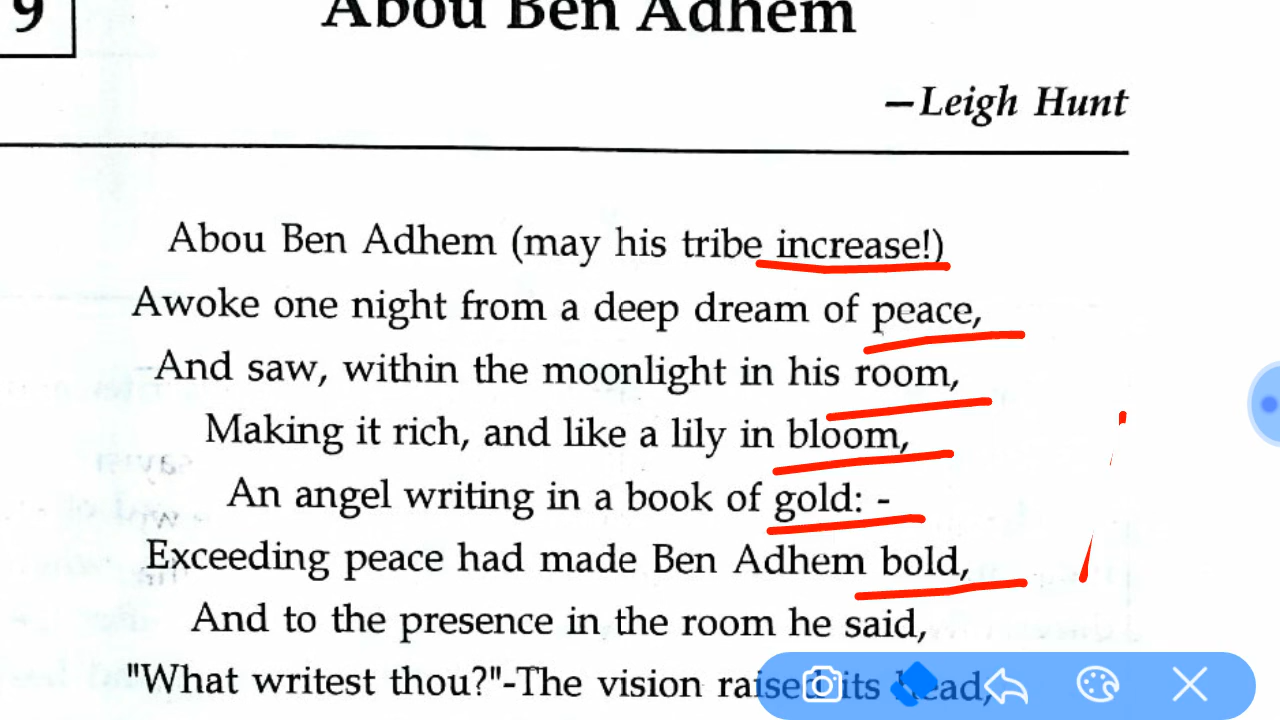 9
Abou Ben Adhem
—Leigh Hunt
Abou Ben Adhem (may his tribe increase!)
Awoke one night from a deep dream of peace,
And saw, within the moonlight in his room,
Making it rich, and like a lily in bloom,
An angel writing in a book of gold: -
Exceeding peace had made Ben Adhem bold,
And to the presence in the room he said,
"What writest thou?"-The vision raised its head,